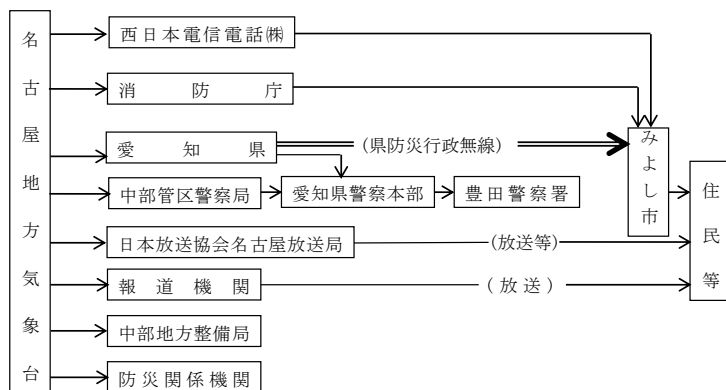 名古屋地方気象台
西日本電信電話㈱
消防庁
愛知県
(県防災行政無線)
中部管区警察局
愛知県警察本部
豊田警察署
みよし市
住民等
日本放送協会名古屋放送局
(放送等)
報道機関
(放送)
中部地方整備局
防災関係機関